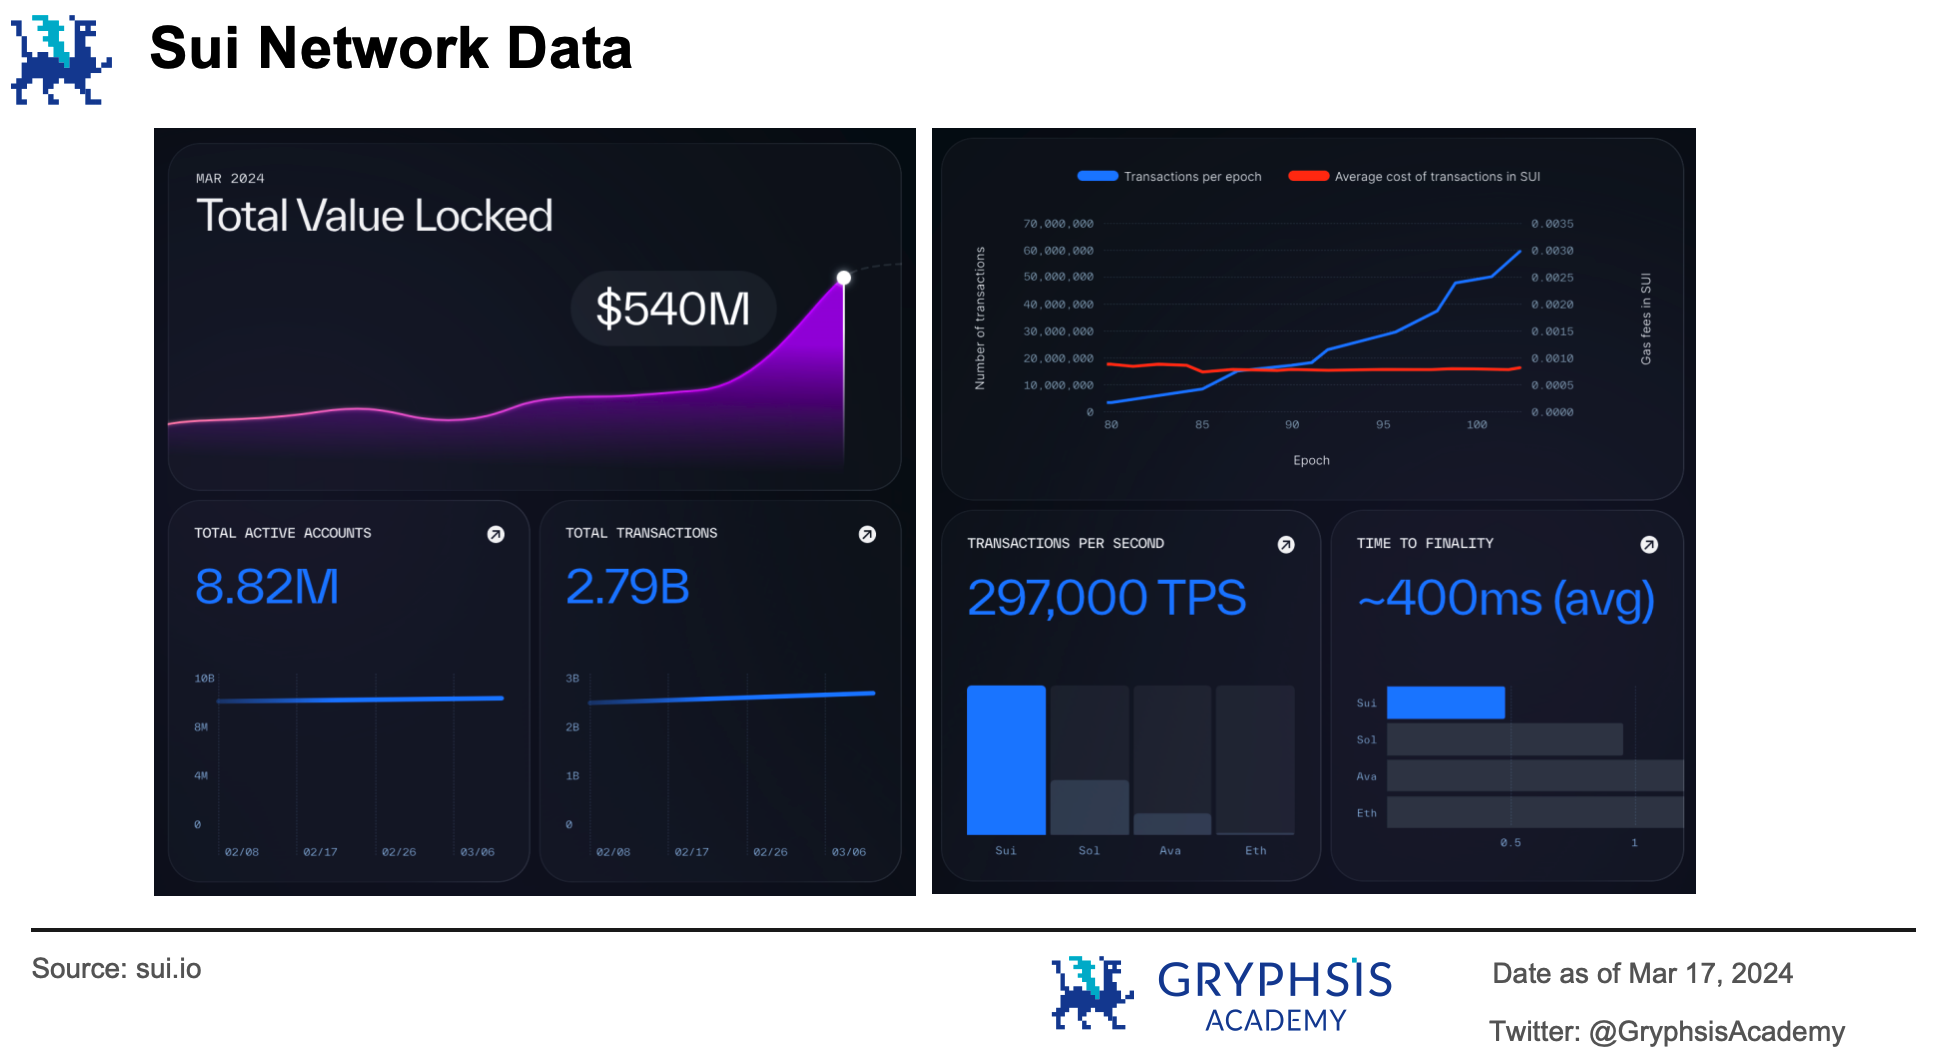 Sui Network Data
MAR 2024
Total Value Locked
$540M
TOTAL ACTIVE ACCOUNTS
8.82M
10B
8M
4M
0
02/08 02/17 02/26 03/06
TOTAL TRANSACTIONS
2.79B
3B
2B
1B
0
02/08 02/17 02/26 03/06
Transactions per epoch Average cost of transactions in SUI
Number of transactions
70,000,000 0.0035
60,000,000 0.0030
50,000,000 0.0025
40,000,000 0.0020
30,000,000 0.0015
20,000,000 0.0010
10,000,000 0.0005
0 0.0000
Gas fees in SUI
80 85 90 95 100
Epoch
TRANSACTIONS PER SECOND
297,000 TPS
Sui Sol Ava Eth
TIME TO FINALITY
~400ms (avg)
Sui
Sol
Ava
Eth
0.5 1
Source: sui.io
GRYPHSIS
ACADEMY
Date as of Mar 17, 2024
Twitter: @GryphsisAcademy